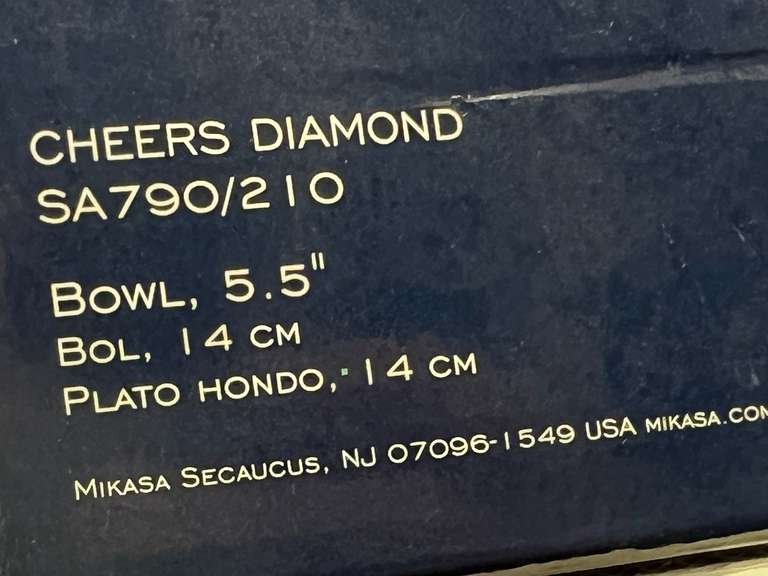 CHEERS DIAMOND
SA790/210
BOWL, 5.5"
BOL, 14 CM
PLATO HONDO, 14 CM
MIKASA SECAUCUS, NJ 07096-1549 USA MIKASA.COM